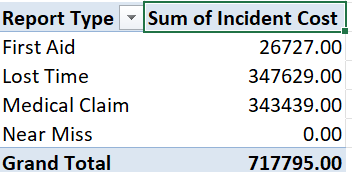 Report Type Sum of Incident Cost
First Aid 26727.00
Lost Time 347629.00
Medical Claim 343439.00
Near Miss 0.00
Grand Total 717795.00